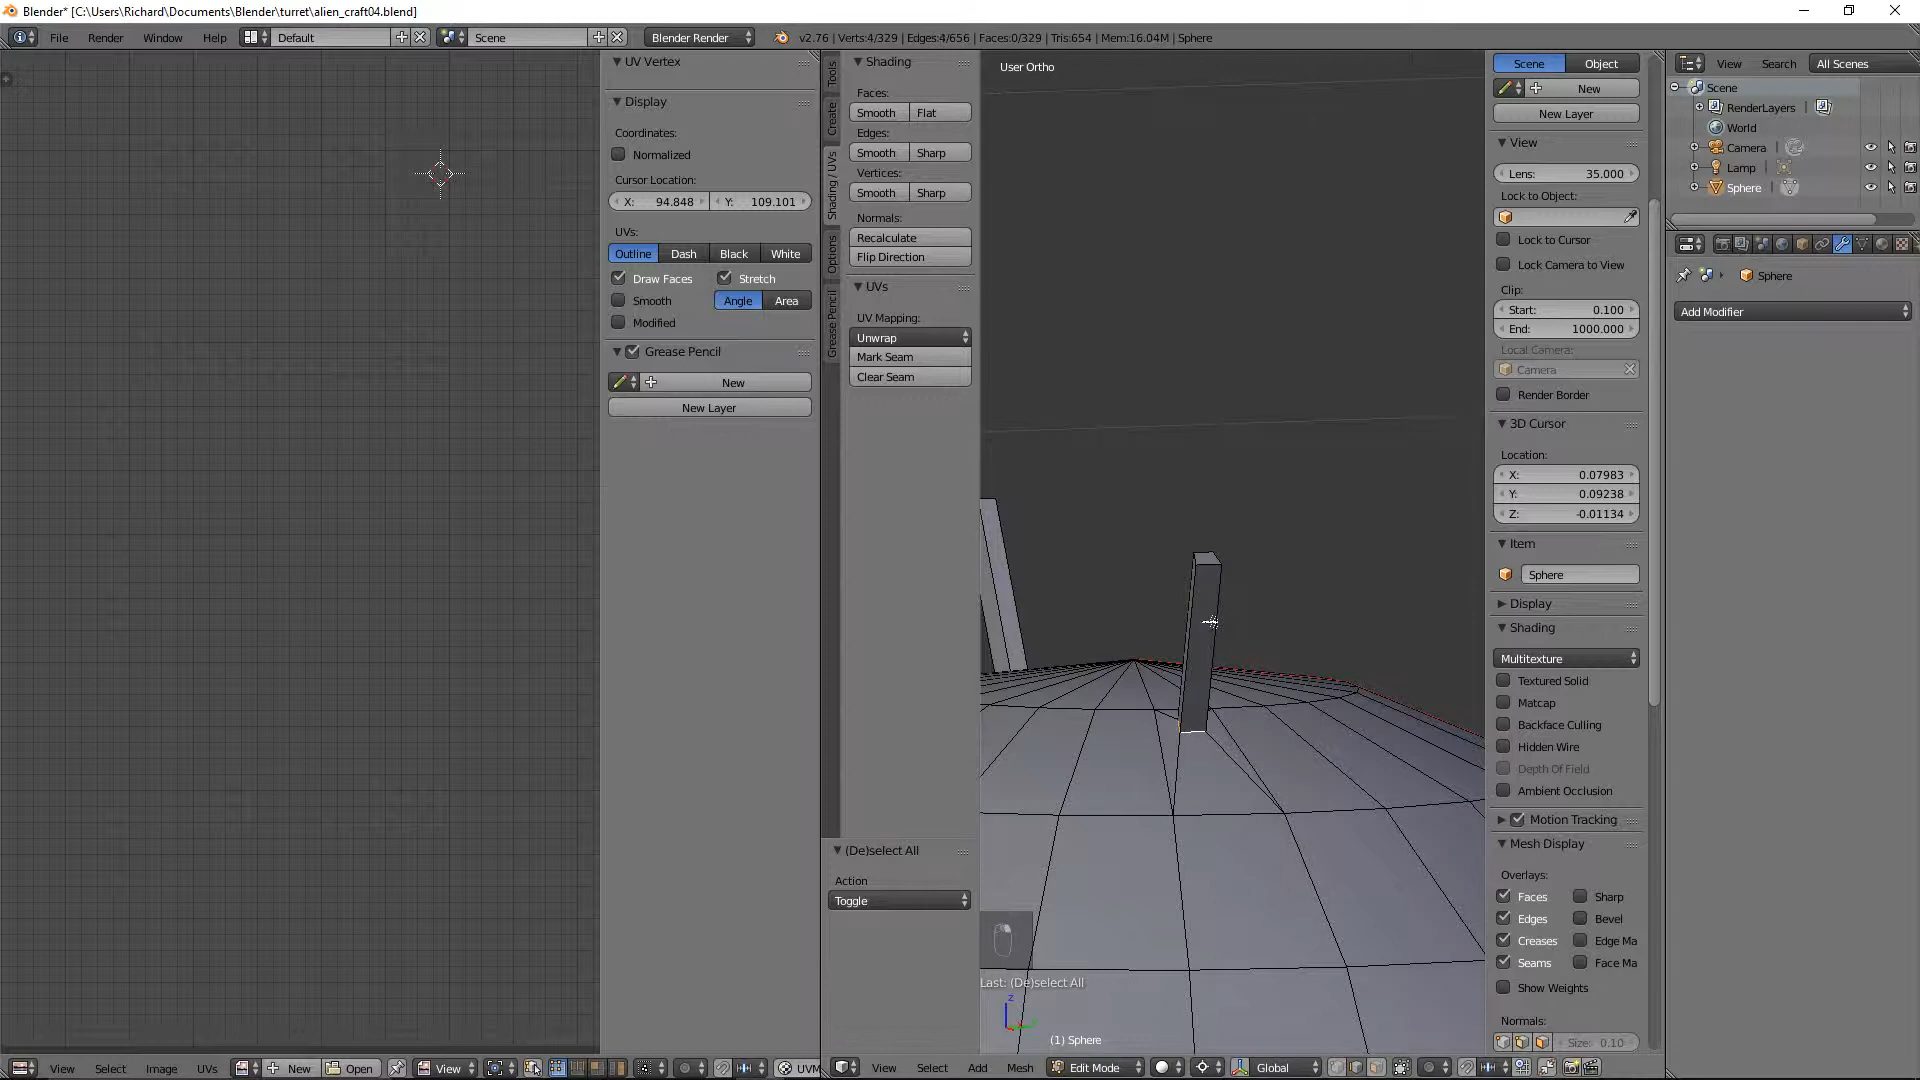 Blender* [C:\Users\Richard\Documents\Blender\turret\alien_craft04.blend]
File Render Window Help Default Scene Blender Render v2.76 | Verts:4/329 | Edges:4/656 | Faces:0/329 | Tris:654 | Mem:16.04M | Sphere
UV Vertex
Display
Coordinates:
Normalized
Cursor Location:
X: 94.848 Y: 109.101
UVs:
Outline Dash Black White
Draw Faces Stretch
Smooth Angle Area
Modified
Grease Pencil
New
New Layer
Tools
Create
Shading / UVs
Options
Grease Pencil
Shading
Faces:
Smooth Flat
Edges:
Smooth Sharp
Vertices:
Smooth Sharp
Normals:
Recalculate
Flip Direction
UVs
UV Mapping:
Unwrap
Mark Seam
Clear Seam
(De)select All
Action
Toggle
User Ortho
Last: (De)select All
z
(1) Sphere
Scene Object
New
New Layer
View
Lens: 35.000
Lock to Object:
Lock to Cursor
Lock Camera to View
Clip:
Start: 0.100
End: 1000.000
Local Camera:
Camera
Render Border
3D Cursor
Location:
X: 0.07983
Y: 0.09238
Z: -0.01134
Item
Sphere
Display
Shading
Multitexture
Textured Solid
Matcap
Backface Culling
Hidden Wire
Depth Of Field
Ambient Occlusion
Motion Tracking
Mesh Display
Overlays:
Faces Sharp
Edges Bevel
Creases Edge Ma
Seams Face Ma
Show Weights
Normals:
Size: 0.10
View Search All Scenes
Scene
RenderLayers
World
Camera
Lamp
Sphere
Sphere
Add Modifier
View Select Image UVs New Open View UVM
View Select Add Mesh Edit Mode Global